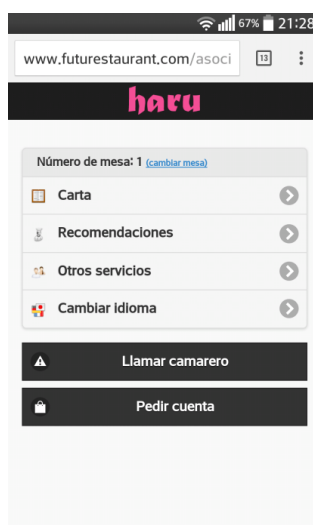 67% 21:28
www.futurestaurant.com/asoci 13
haru
Número de mesa: 1 (cambiar mesa)
Carta
Recomendaciones
Otros servicios
Cambiar idioma
Llamar camarero
Pedir cuenta